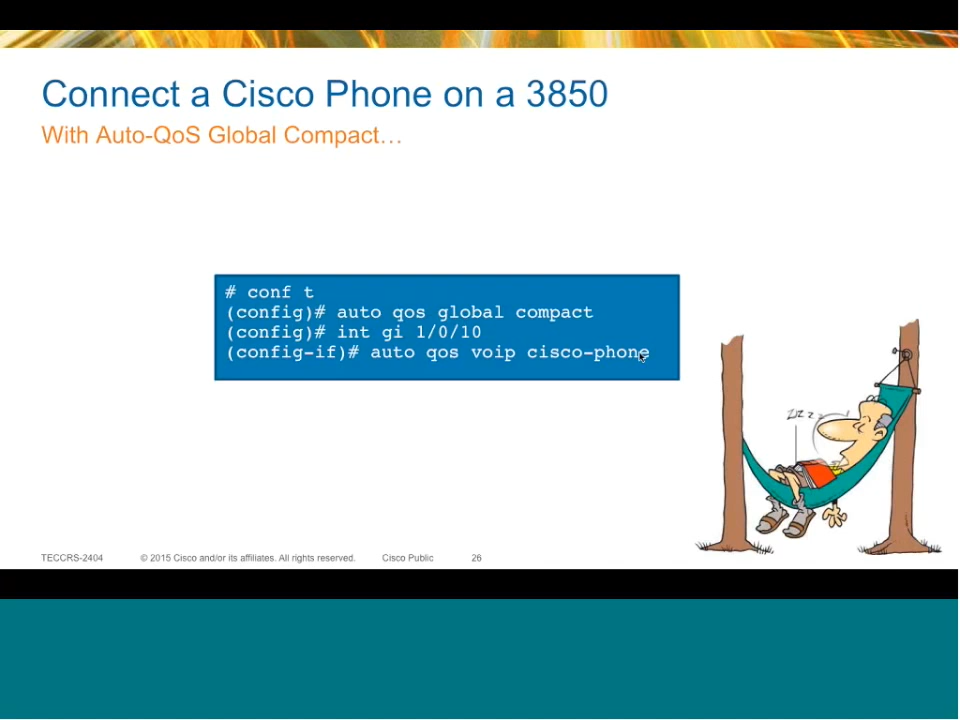 Connect a Cisco Phone on a 3850
With Auto-QoS Global Compact…
# conf t
(config)# auto qos global compact
(config)# int gi 1/0/10
(config-if)# auto qos voip cisco-phone
Zzz z z
TECCRS-2404 © 2015 Cisco and/or its affiliates. All rights reserved. Cisco Public 26